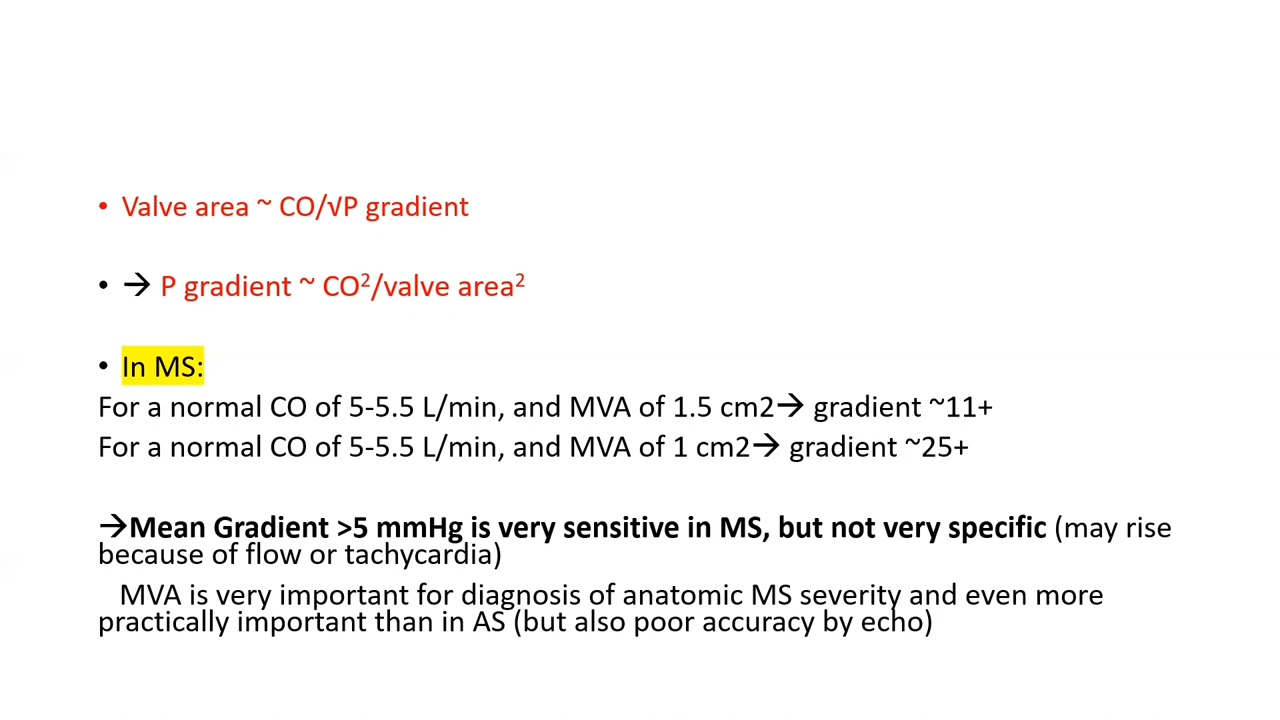 • Valve area ~ CO/√P gradient
• → P gradient ~ CO²/valve area²
• In MS:
For a normal CO of 5-5.5 L/min, and MVA of 1.5 cm2→ gradient ~11+
For a normal CO of 5-5.5 L/min, and MVA of 1 cm2→ gradient ~25+
→Mean Gradient >5 mmHg is very sensitive in MS, but not very specific (may rise
because of flow or tachycardia)
MVA is very important for diagnosis of anatomic MS severity and even more
practically important than in AS (but also poor accuracy by echo)